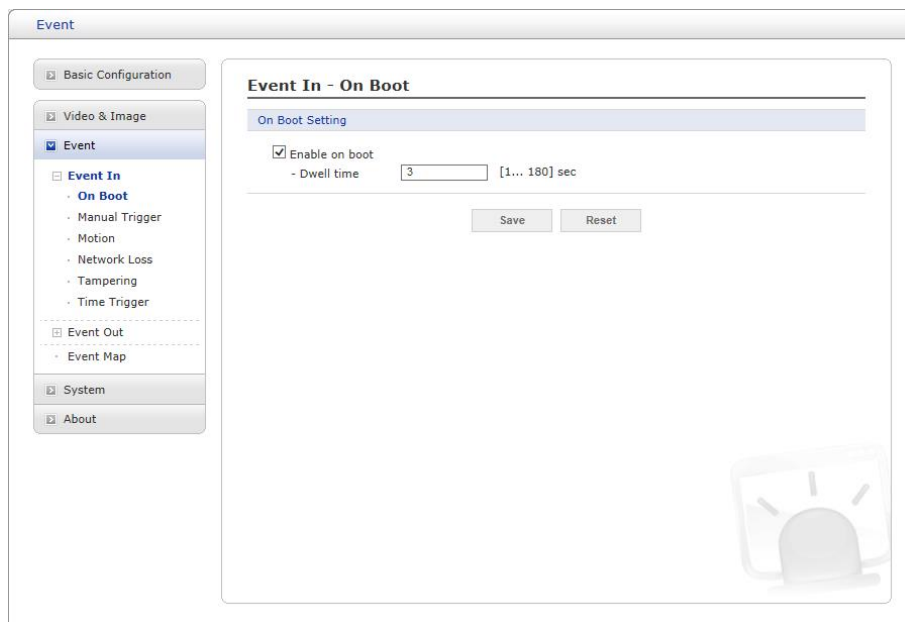 Event
Basic Configuration
Video & Image
Event
Event In
· On Boot
· Manual Trigger
· Motion
· Network Loss
· Tampering
· Time Trigger
Event Out
· Event Map
System
About
Event In - On Boot
On Boot Setting
Enable on boot
- Dwell time 3 [1... 180] sec
Save Reset